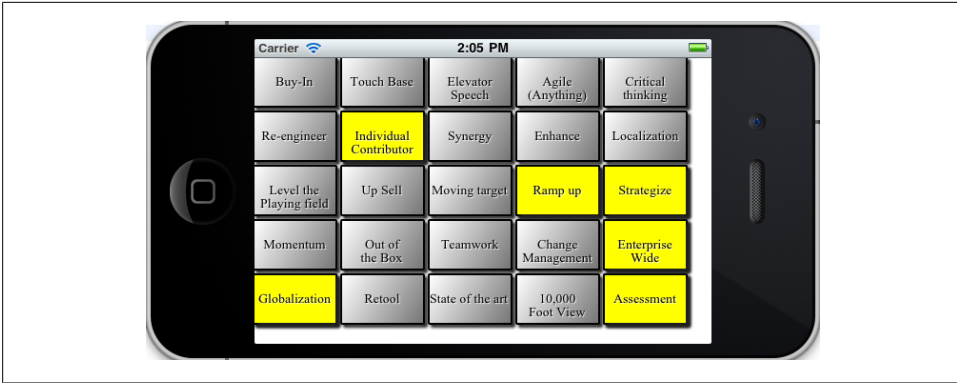 Carrier 2:05 PM
Buy-In Touch Base Elevator Speech Agile (Anything) Critical thinking
Re-engineer Individual Contributor Synergy Enhance Localization
Level the Playing field Up Sell Moving target Ramp up Strategize
Momentum Out of the Box Teamwork Change Management Enterprise Wide
Globalization Retool State of the art 10,000 Foot View Assessment